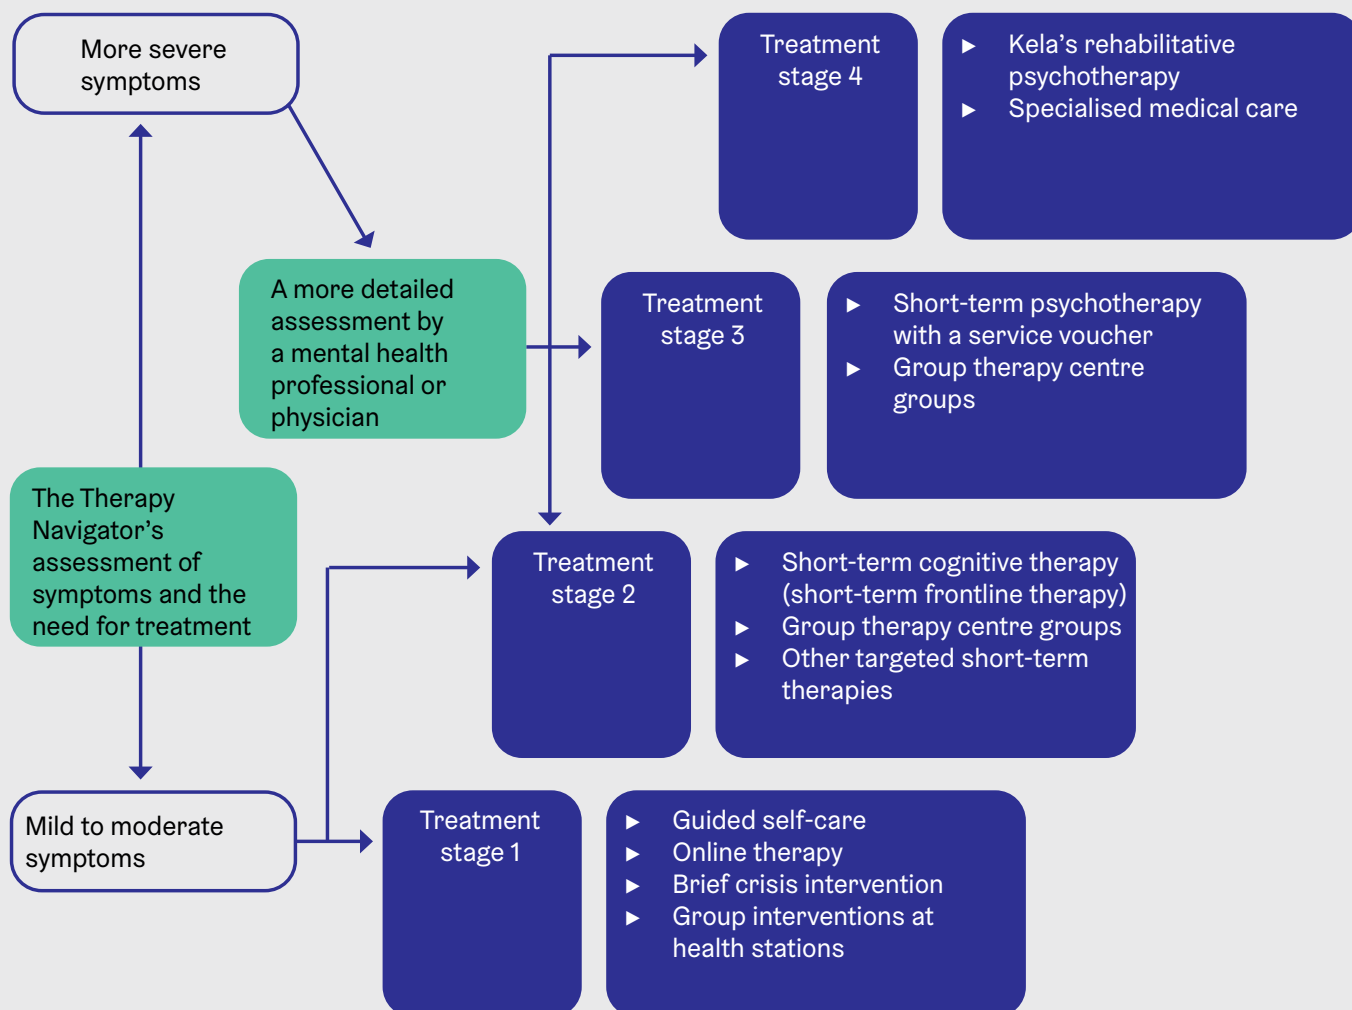 More severe
symptoms
Treatment
stage 4
► Kela’s rehabilitative
psychotherapy
► Specialised medical care
A more detailed
assessment by
a mental health
professional or
physician
Treatment
stage 3
► Short-term psychotherapy
with a service voucher
► Group therapy centre
groups
The Therapy
Navigator’s
assessment of
symptoms and the
need for treatment
Treatment
stage 2
► Short-term cognitive therapy
(short-term frontline therapy)
► Group therapy centre groups
► Other targeted short-term
therapies
Mild to moderate
symptoms
Treatment
stage 1
► Guided self-care
► Online therapy
► Brief crisis intervention
► Group interventions at
health stations